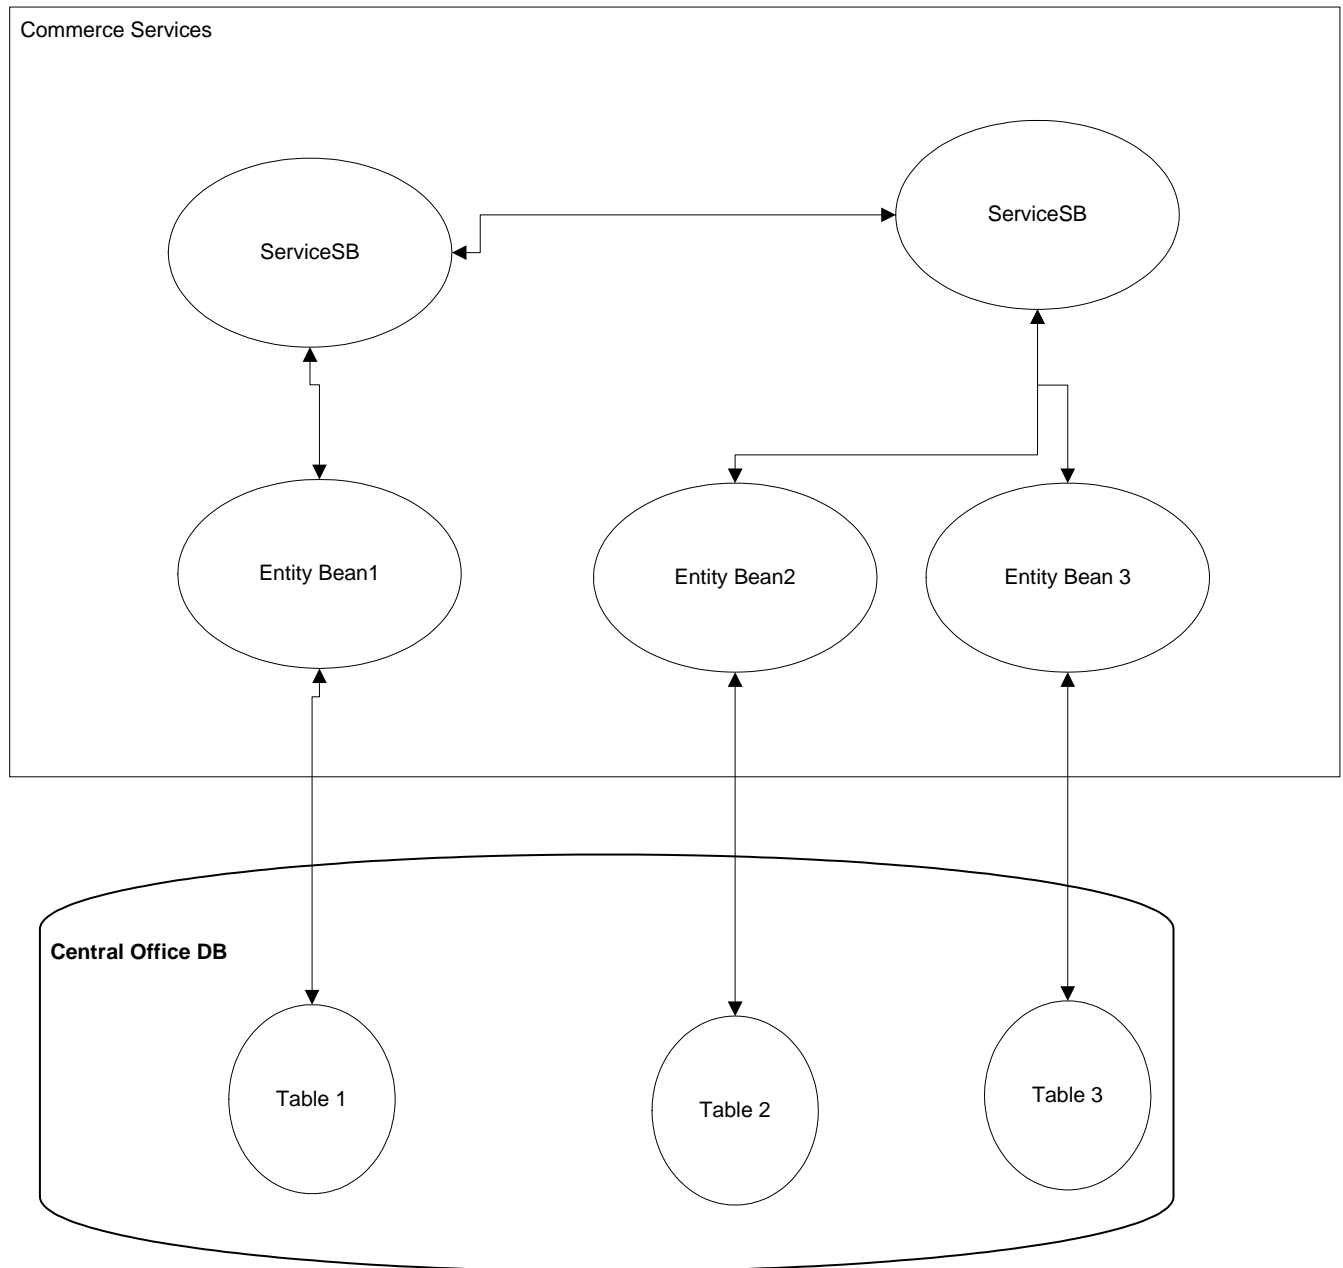 Commerce Services
ServiceSB
ServiceSB
Entity Bean1
Entity Bean2
Entity Bean 3
Central Office DB
Table 1
Table 2
Table 3